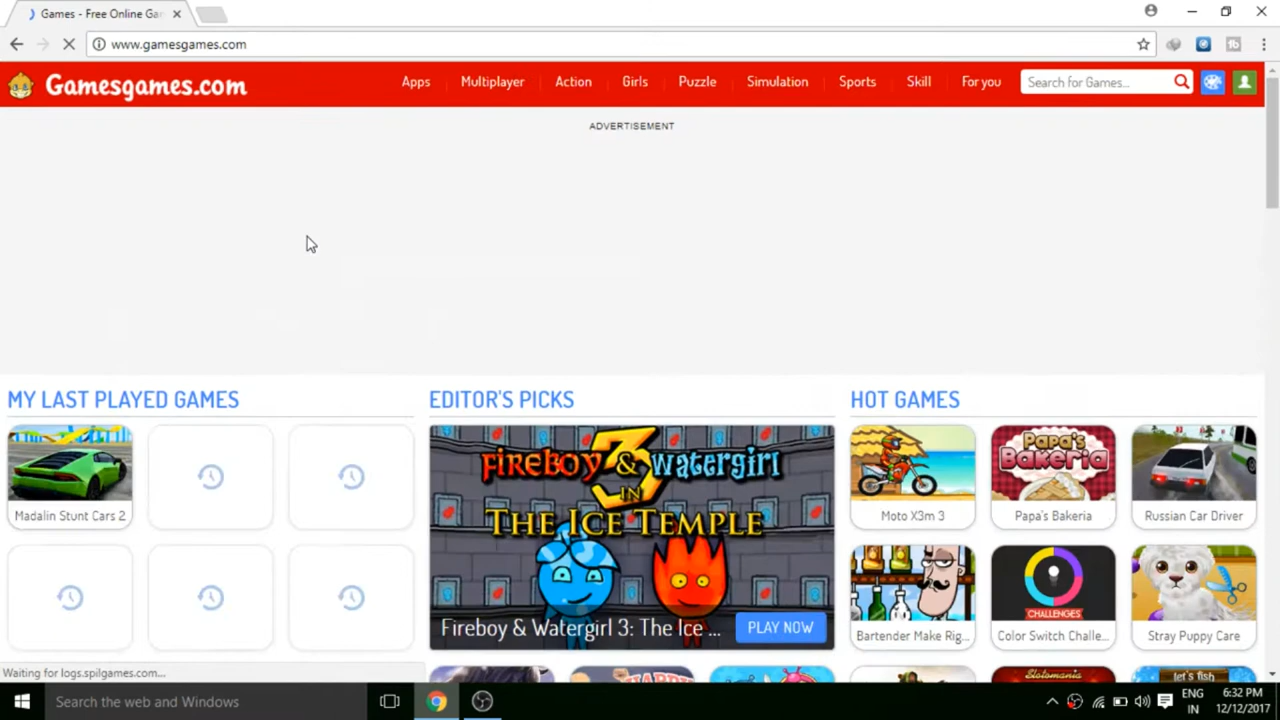 Games - Free Online Gar
www.gamesgames.com
Gamesgames.com
Apps
Multiplayer
Action
Girls
Puzzle
Simulation
Sports
Skill
For you
Search for Games...
ADVERTISEMENT
MY LAST PLAYED GAMES
Madalin Stunt Cars 2
EDITOR'S PICKS
FIREBOY & WATERGIRL
3
IN
THE ICE TEMPLE
Fireboy & Watergirl 3: The Ice ...
PLAY NOW
HOT GAMES
Moto X3m 3
Papa's
Bakeria
Papa's Bakeria
Russian Car Driver
Bartender Make Rig...
CHALLENGES
Color Switch Challe...
Stray Puppy Care
Slotomania
let's fish
Waiting for logs.spilgames.com...
Search the web and Windows
ENG
IN
6:32 PM
12/12/2017